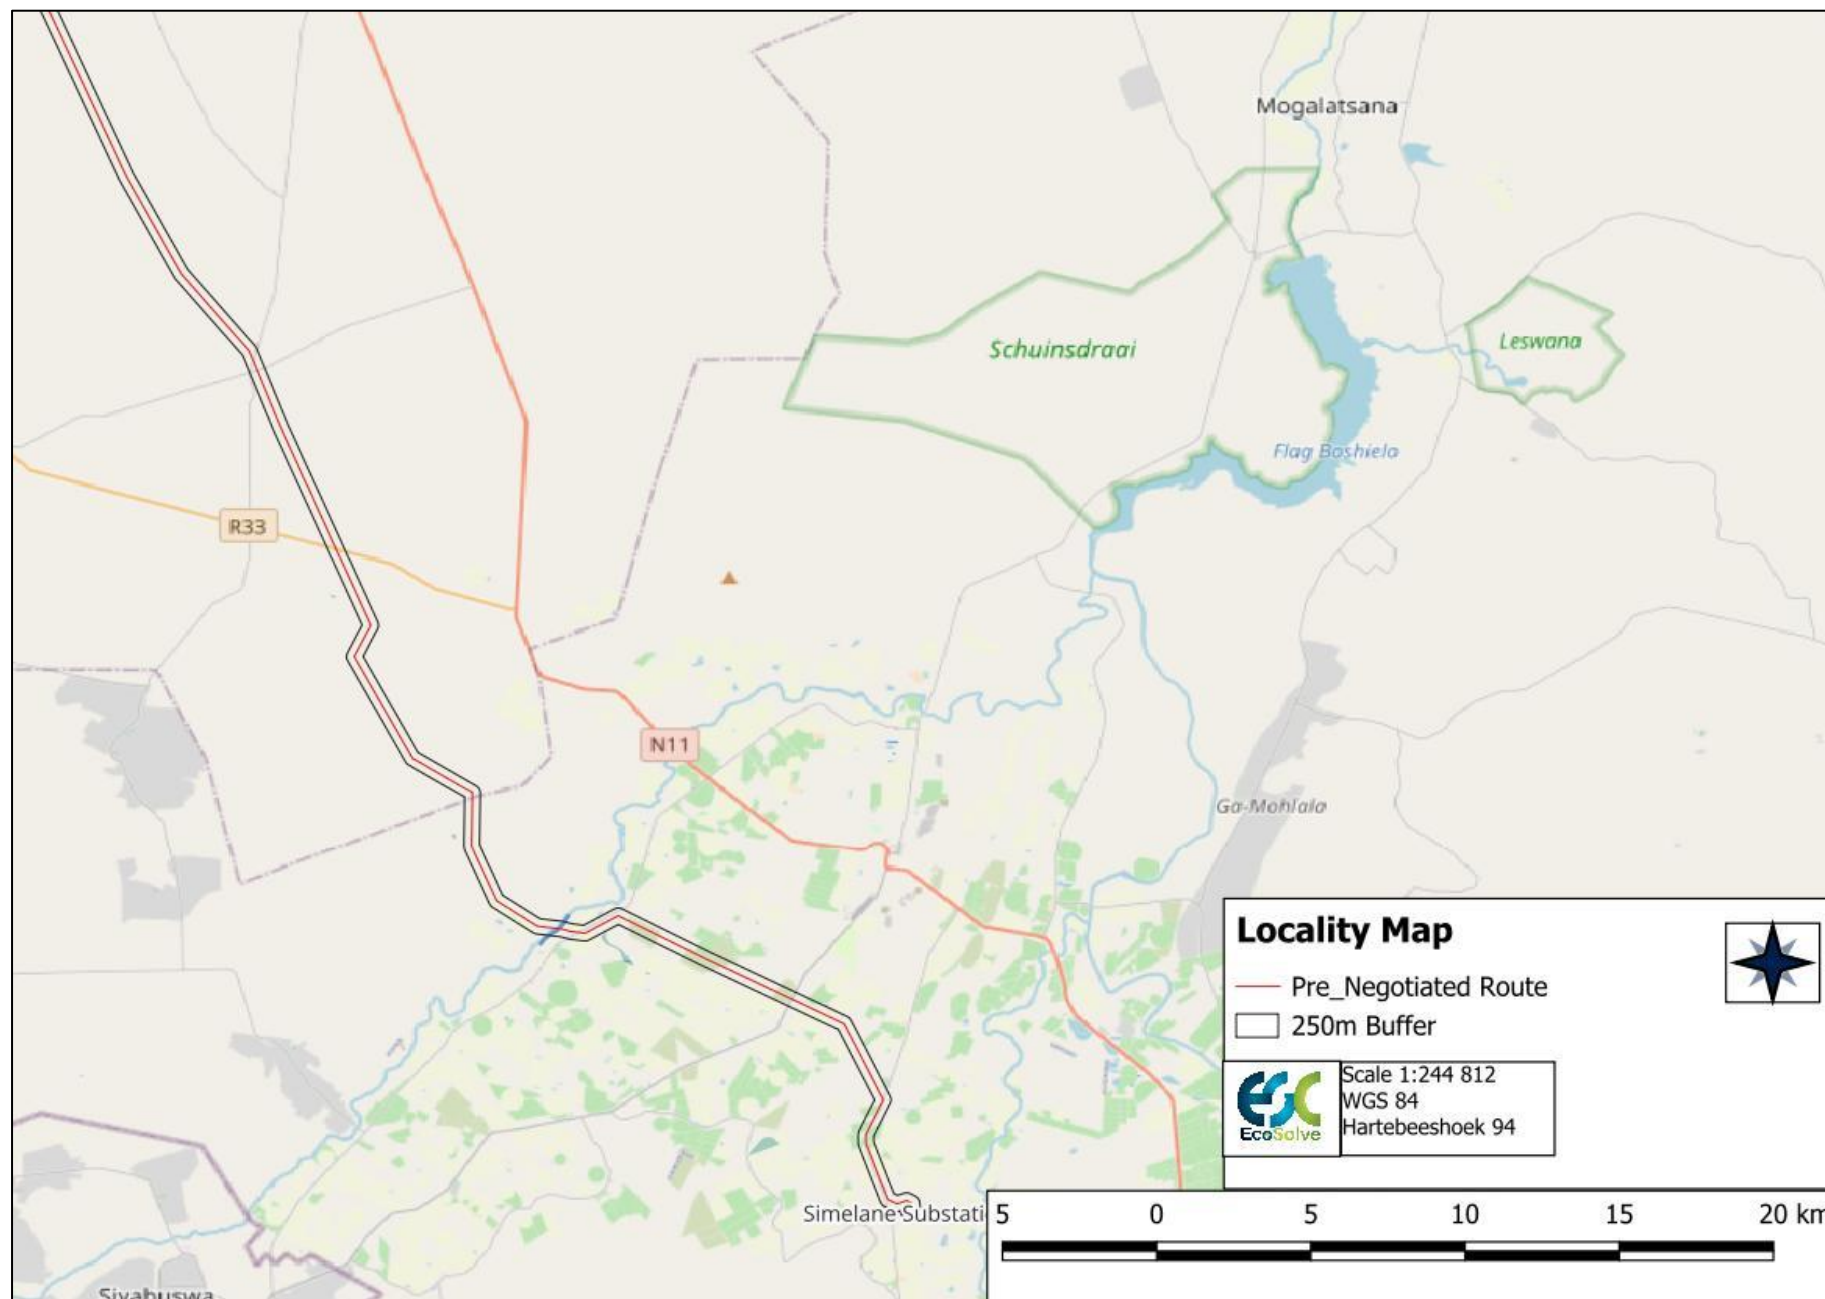 Mogalatsana
Schuinsdraai
Leswana
Flag Boshielo
R33
N11
Ga-Mohlala
Locality Map
Pre_Negotiated Route
250m Buffer
Scale 1:244 812
WGS 84
Hartebeeshoek 94
EcoSolve
Simelane Substati
5 0 5 10 15 20 km
Siyabuswa